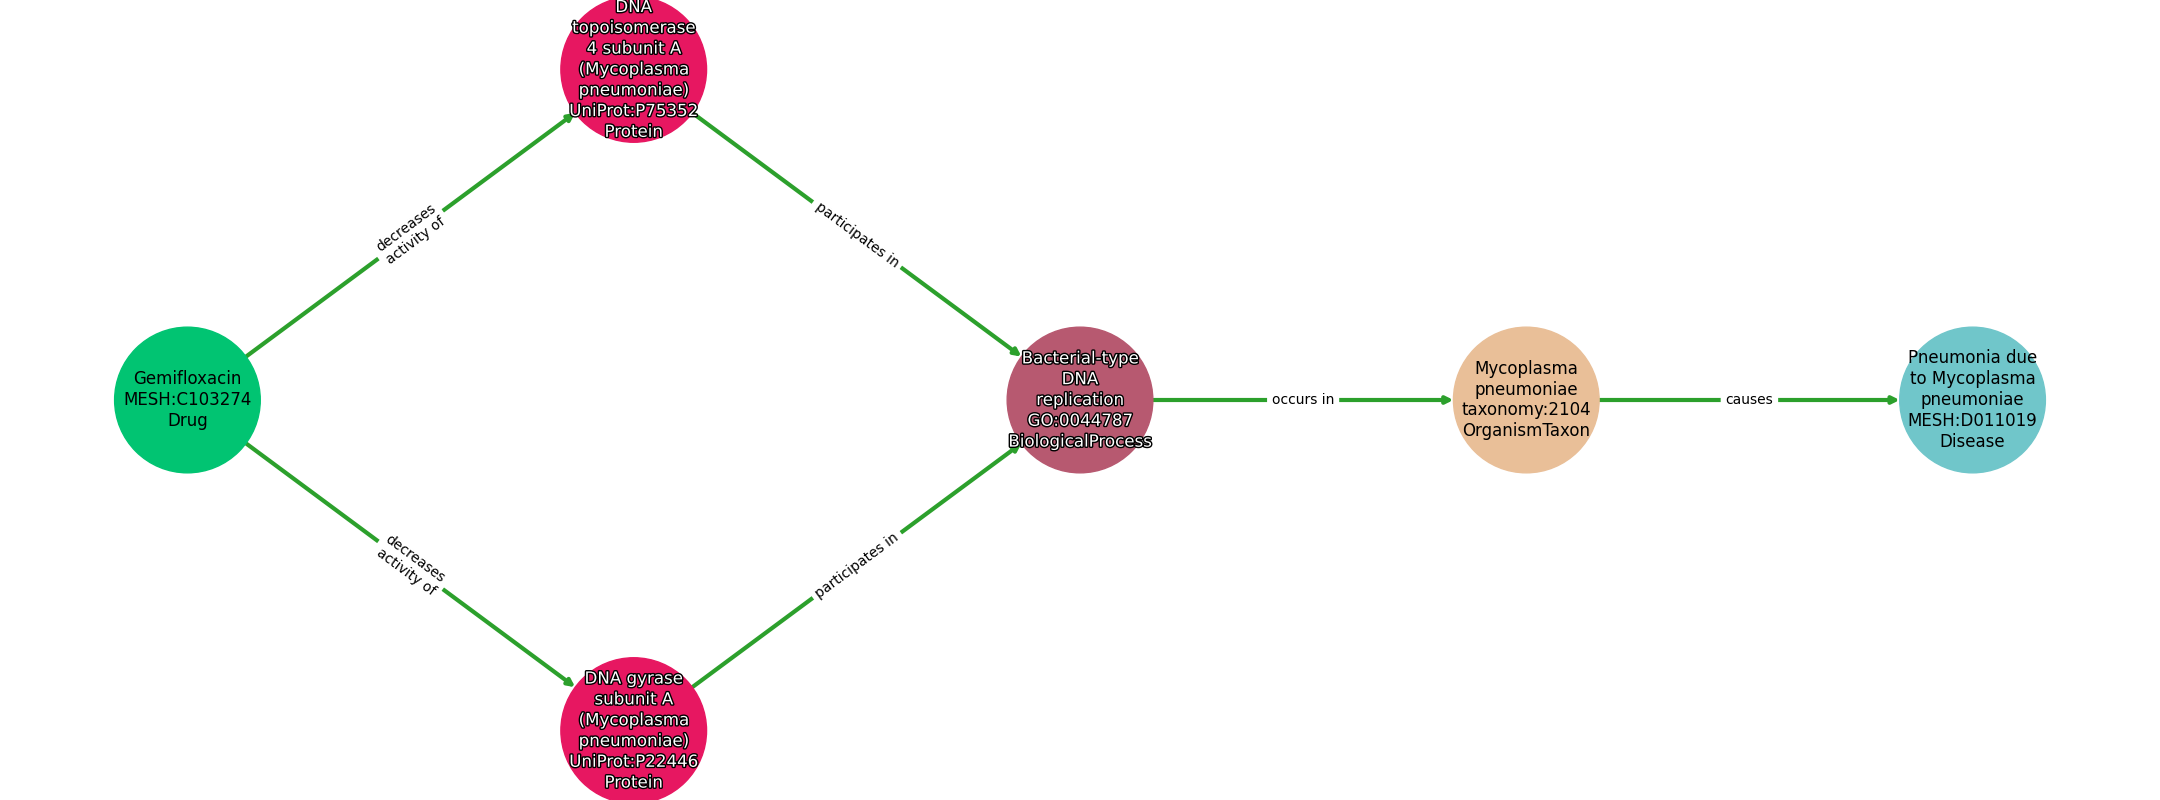 DNA
topoisomerase
4 subunit A
(Mycoplasma
pneumoniae)
UniProt:P75352
Protein
decreases
activity of
participates in
Gemifloxacin
MESH:C103274
Drug
Bacterial-type
DNA
replication
GO:0044787
BiologicalProcess
occurs in
Mycoplasma
pneumoniae
taxonomy:2104
OrganismTaxon
causes
Pneumonia due
to Mycoplasma
pneumoniae
MESH:D011019
Disease
decreases
activity of
participates in
DNA gyrase
subunit A
(Mycoplasma
pneumoniae)
UniProt:P22446
Protein